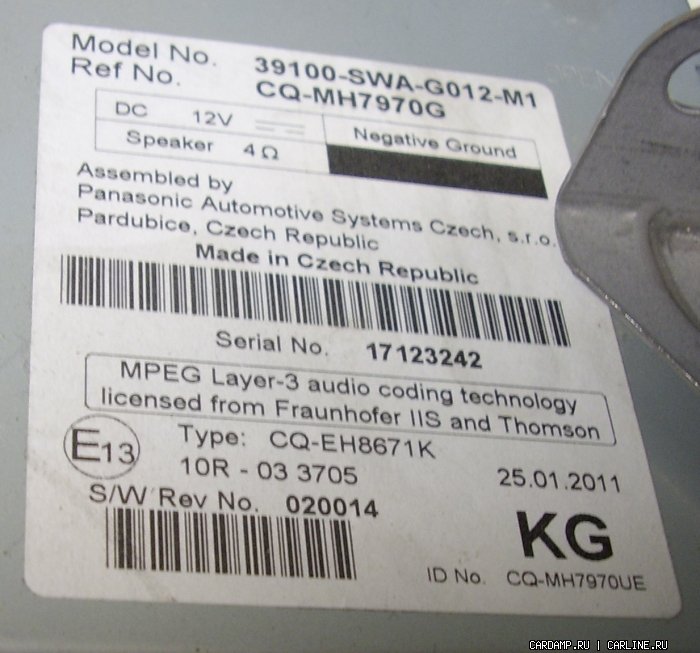 Model No. 39100-SWA-G012-M1
Ref No. CQ-MH7970G
DC 12V Negative Ground
Speaker 4 Ω
Assembled by
Panasonic Automotive Systems Czech, s.r.o.
Pardubice, Czech Republic
Made in Czech Republic
Serial No. 17123242
MPEG Layer-3 audio coding technology
licensed from Fraunhofer IIS and Thomson
E13 Type: CQ-EH8671K
10R - 03 3705 25.01.2011
S/W Rev No. 020014
KG
ID No. CQ-MH7970UE
CARDAMP.RU | CARLINE.RU